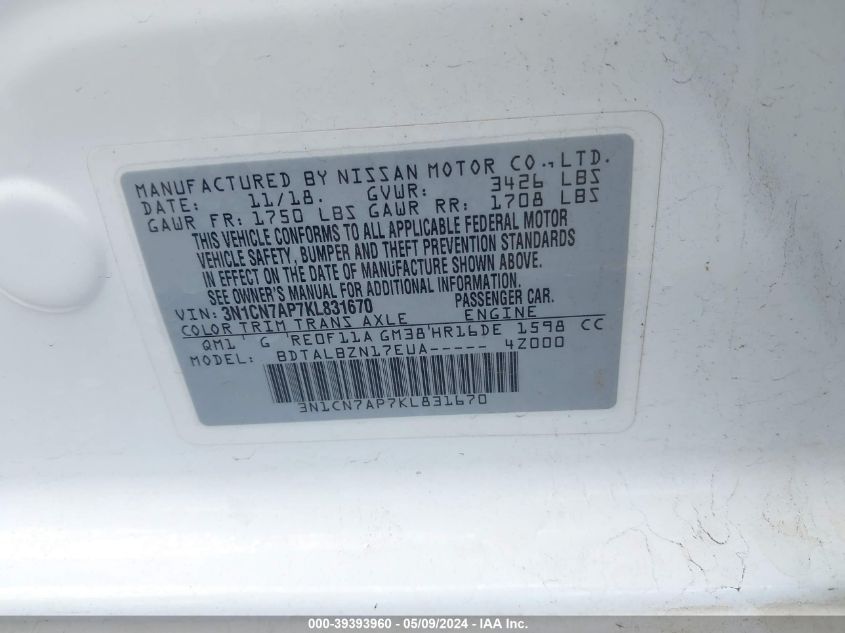 MANUFACTURED BY NISSAN MOTOR CO., LTD.
DATE: 11/18. GVWR: 3426 LBS
GAWR FR: 1750 LBS GAWR RR: 1708 LBS
THIS VEHICLE CONFORMS TO ALL APPLICABLE FEDERAL MOTOR
VEHICLE SAFETY, BUMPER AND THEFT PREVENTION STANDARDS
IN EFFECT ON THE DATE OF MANUFACTURE SHOWN ABOVE.
SEE OWNER'S MANUAL FOR ADDITIONAL INFORMATION.
VIN: 3N1CN7AP7KL831670 PASSENGER CAR.
COLOR TRIM TRANS AXLE ENGINE
QM1 G RE0F11A GM38 HR16DE 1598 CC
MODEL: BDTALBZN17EUA----- 4Z000
3N1CN7AP7KL831670
000-39393960 - 05/09/2024 - IAA Inc.